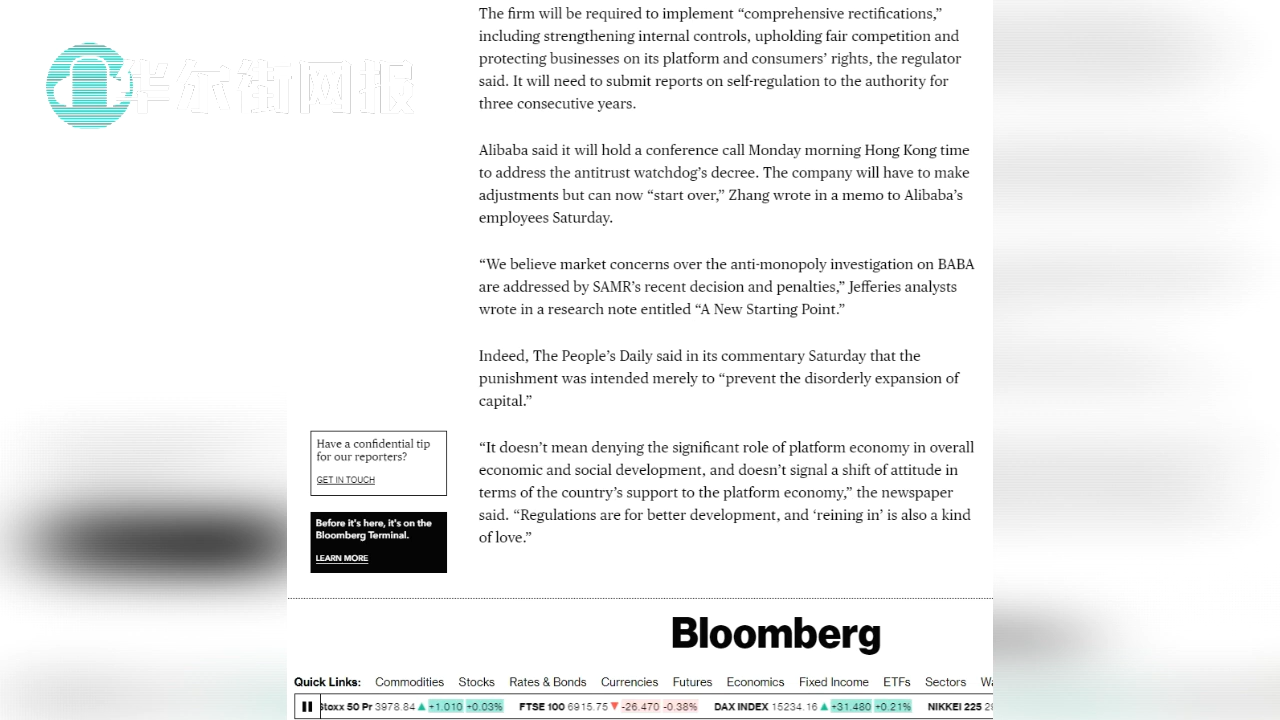 The firm will be required to implement “comprehensive rectifications,”
including strengthening internal controls, upholding fair competition and
protecting businesses on its platform and consumers’ rights, the regulator
said. It will need to submit reports on self-regulation to the authority for
three consecutive years.
华尔街网报
Alibaba said it will hold a conference call Monday morning Hong Kong time
to address the antitrust watchdog’s decree. The company will have to make
adjustments but can now “start over,” Zhang wrote in a memo to Alibaba’s
employees Saturday.
“We believe market concerns over the anti-monopoly investigation on BABA
are addressed by SAMR’s recent decision and penalties,” Jefferies analysts
wrote in a research note entitled “A New Starting Point.”
Indeed, The People’s Daily said in its commentary Saturday that the
punishment was intended merely to “prevent the disorderly expansion of
capital.”
“It doesn’t mean denying the significant role of platform economy in overall
economic and social development, and doesn’t signal a shift of attitude in
terms of the country’s support to the platform economy,” the newspaper
said. “Regulations are for better development, and ‘reining in’ is also a kind
of love.”
Have a confidential tip
for our reporters?
GET IN TOUCH
Before it's here, it's on the
Bloomberg Terminal.
LEARN MORE
Bloomberg
Quick Links: Commodities Stocks Rates & Bonds Currencies Futures Economics Fixed Income ETFs Sectors
Stoxx 50 Pr 3978.84 ▲ +1.010 +0.03% FTSE 100 6915.75 ▼ -26.470 -0.38% DAX INDEX 15234.16 ▲ +31.480 +0.21% NIKKEI 225